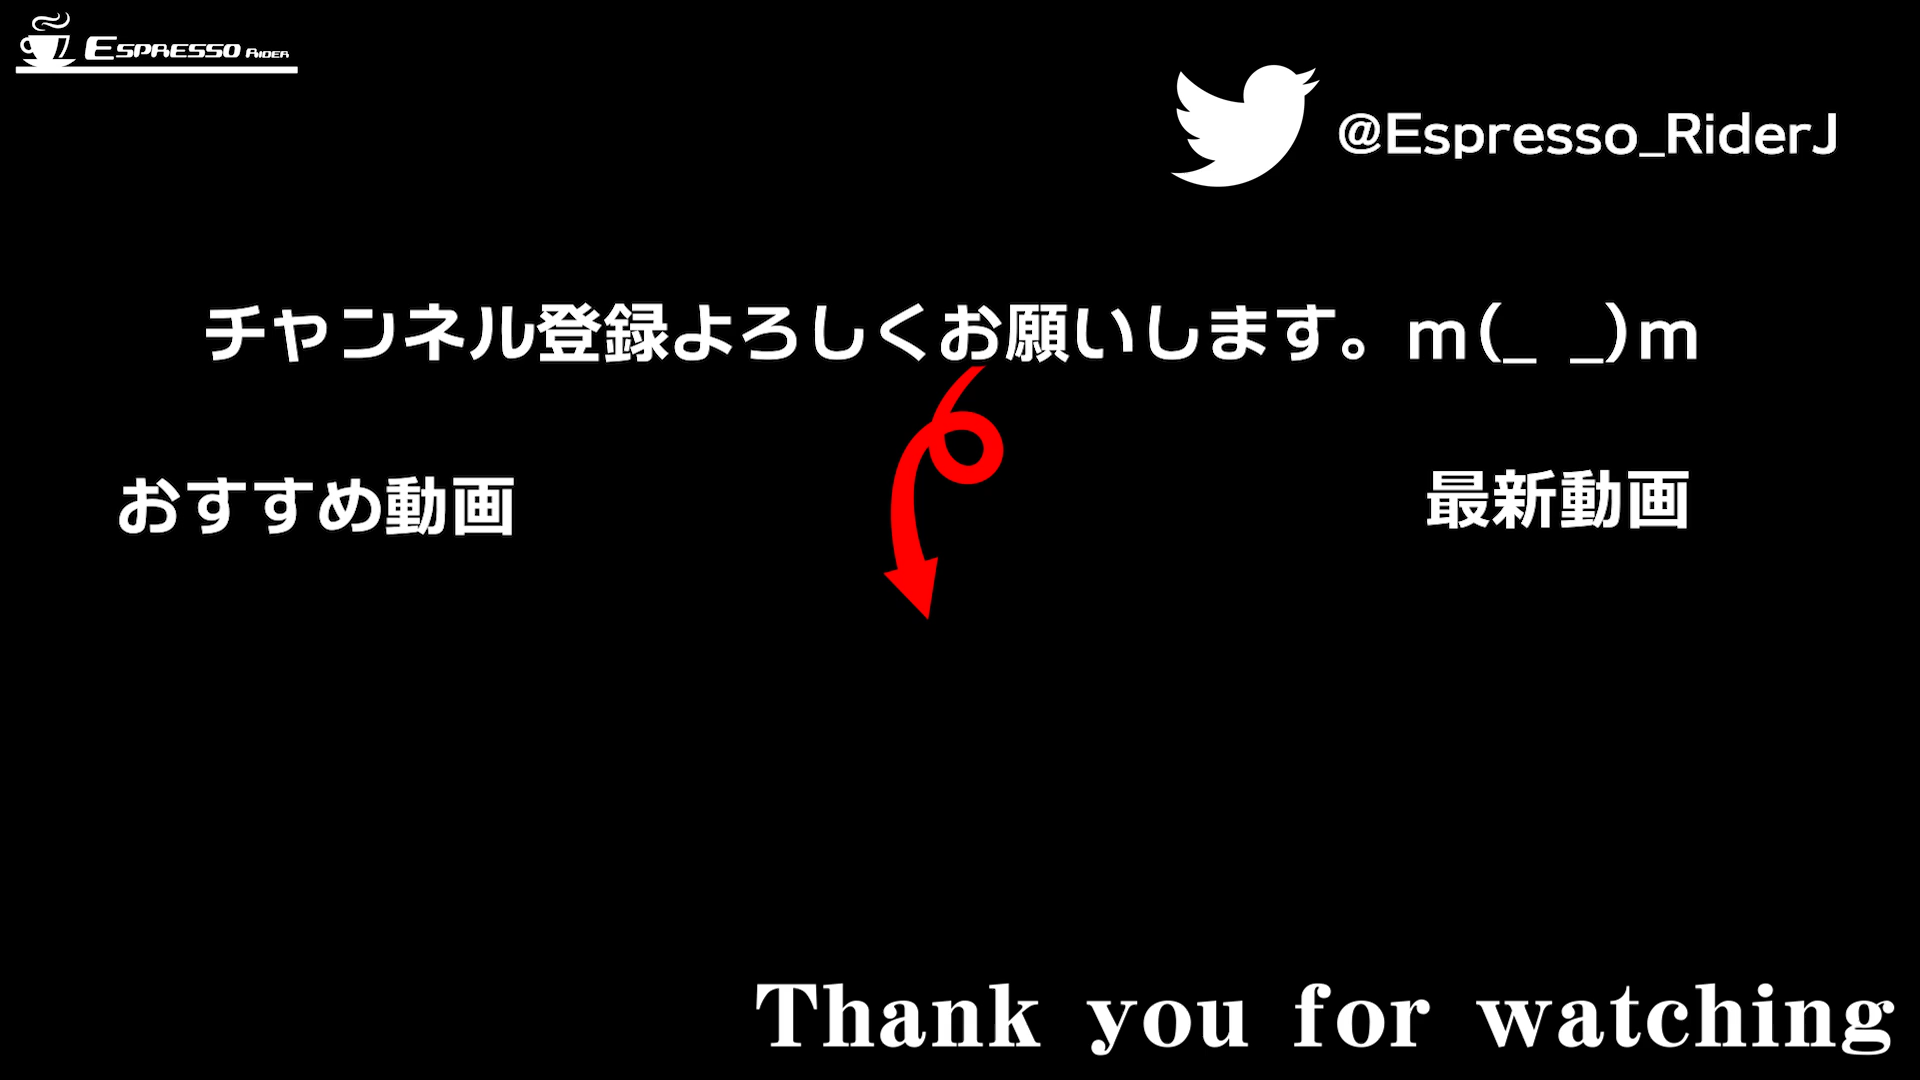 Espresso Rider
@Espresso_RiderJ
チャンネル登録よろしくお願いします。m(_ _)m
おすすめ動画
最新動画
Thank you for watching